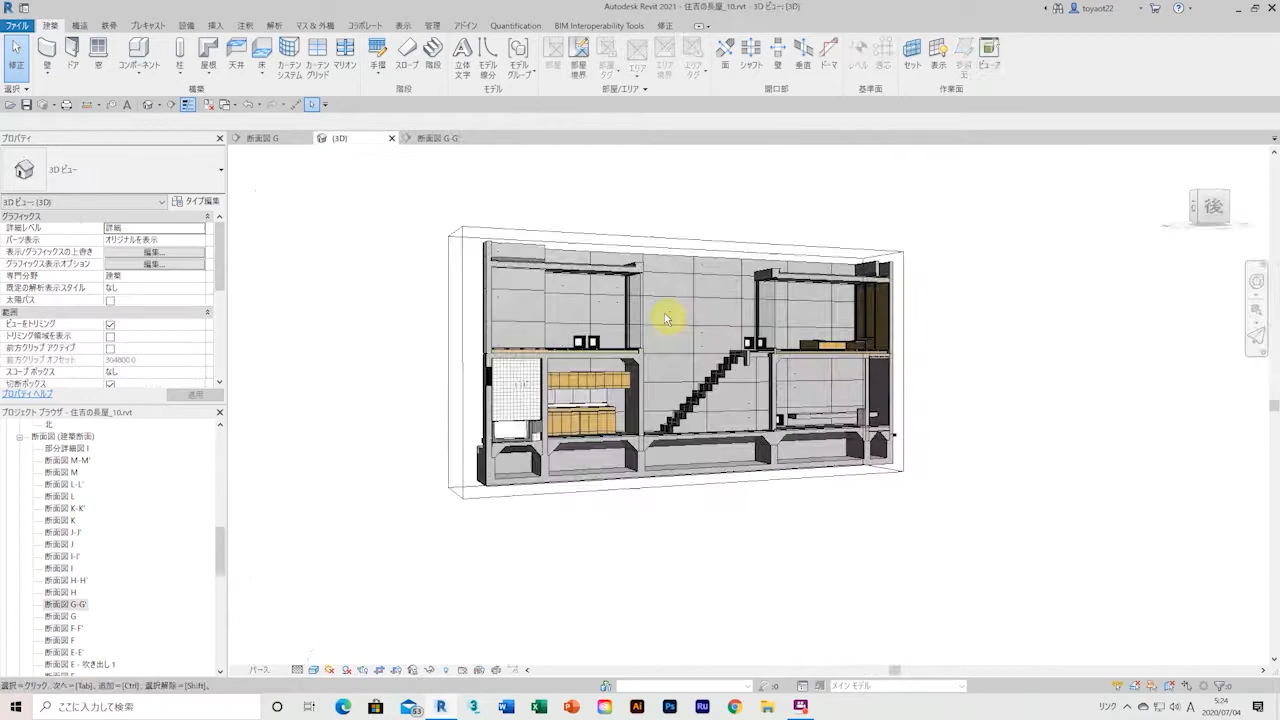 Autodesk Revit 2021 - 住吉の長屋_10.rvt - 3D ビュー: (3D)
toyaot22
ファイル 建築 構造 鉄骨 プレキャスト 設備 挿入 注釈 解析 マス & 外構 コラボレート 表示 管理 アドイン Quantification BIM Interoperability Tools 修正
修正 壁 ドア 窓 コンポーネント 柱 屋根 天井 床 カーテン システム カーテン グリッド マリオン 手摺 スロープ 階段 立体 文字 モデル 線分 モデル グループ 部屋 部屋 境界 部屋 タグ エリア エリア 境界 エリア タグ 面 シャフト 壁 垂直 ドーマ レベル 通芯 セット 表示 参照 面 ビューア
選択 構築 階段 モデル 部屋/エリア 開口部 基準面 作業面
プロパティ
断面図 G
(3D)
断面図 G-G'
3D ビュー
3D ビュー: (3D)
タイプ編集
グラフィックス
詳細レベル 詳細
パーツ表示 オリジナルを表示
表示/グラフィックスの上書き 編集...
グラフィックス表示オプション 編集...
専門分野 建築
既定の解析表示スタイル なし
太陽パス
範囲
ビューをトリミング
トリミング領域を表示
前方クリップ アクティブ
前方クリップ オフセット 304800.0
スコープ ボックス なし
切断ボックス
プロパティ ヘルプ
適用
後
プロジェクト ブラウザ - 住吉の長屋_10.rvt
北
断面図 (建築断面)
部分詳細図 I
断面図 M-M'
断面図 M
断面図 L-L'
断面図 L
断面図 K-K'
断面図 K
断面図 J-J'
断面図 J
断面図 I-I'
断面図 I
断面図 H-H'
断面図 H
断面図 G-G'
断面図 G
断面図 F-F'
断面図 F
断面図 E-E'
断面図 E - 吹き出し 1
パース
選択=クリック、次へ=[Tab]、追加=[Ctrl]、選択解除=[Shift]。
:0
メイン モデル
:0
ここに入力して検索
53
リンク
A
5:24
2020/07/04